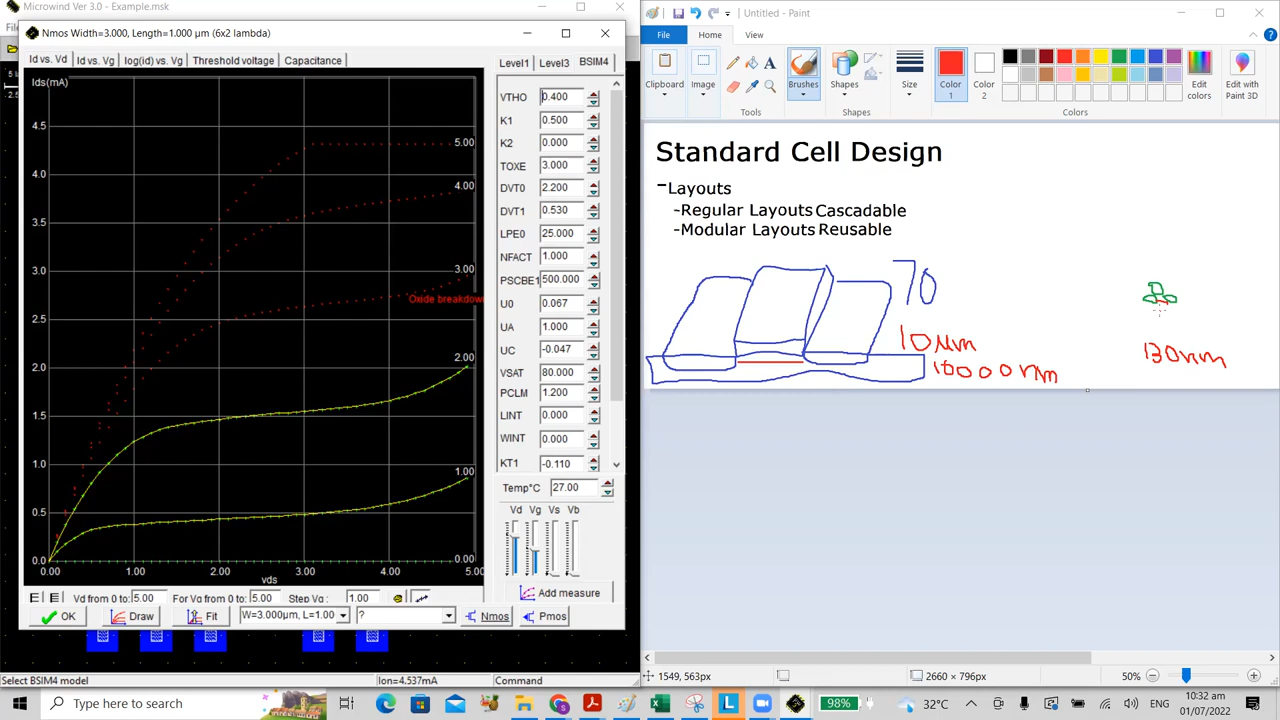 Microwind Ver 3.0 - Example.msk
Nmos Width=3.000, Length=1.000 µm (6x2 lambda)
Id vs. Vd
Threshold voltage
Capacitance
Ids(mA)
4.5
4.0
3.5
3.0
2.5
2.0
1.5
1.0
0.5
0.0
5.00
4.00
3.00
Oxide breakdown
2.00
1.00
0.00
0.00 1.00 2.00 3.00 4.00 5.00
vds
Vd from 0 to: 5.00 For Vg from 0 to: 5.00 Step Vg: 1.00
OK Draw Fit W=3.000µm, L=1.00 ? Nmos Pmos
Level1 Level3 BSIM4
VTHO 0.400
K1 0.500
K2 0.000
TOXE 3.000
DVT0 2.200
DVT1 0.530
LPE0 25.000
NFACT 1.000
PSCBE1 500.000
U0 0.067
UA 1.000
UC -0.047
VSAT 80.000
PCLM 1.200
LINT 0.000
WINT 0.000
KT1 -0.110
Temp°C 27.00
Vd Vg Vs Vb
Add measure
Select BSIM4 model
Ion=4.537mA
Command
Untitled - Paint
File Home View
Clipboard Image Brushes Shapes Size Color 1 Color 2 Edit colors Edit with Paint 3D
Tools Shapes Colors
Standard Cell Design
-Layouts
-Regular Layouts Cascadable
-Modular Layouts Reusable
70
10µm
10000nm
130nm
1549, 563px 2660 × 796px 50%
Type here to search
98% 32°C ENG 10:32 am
01/07/2022